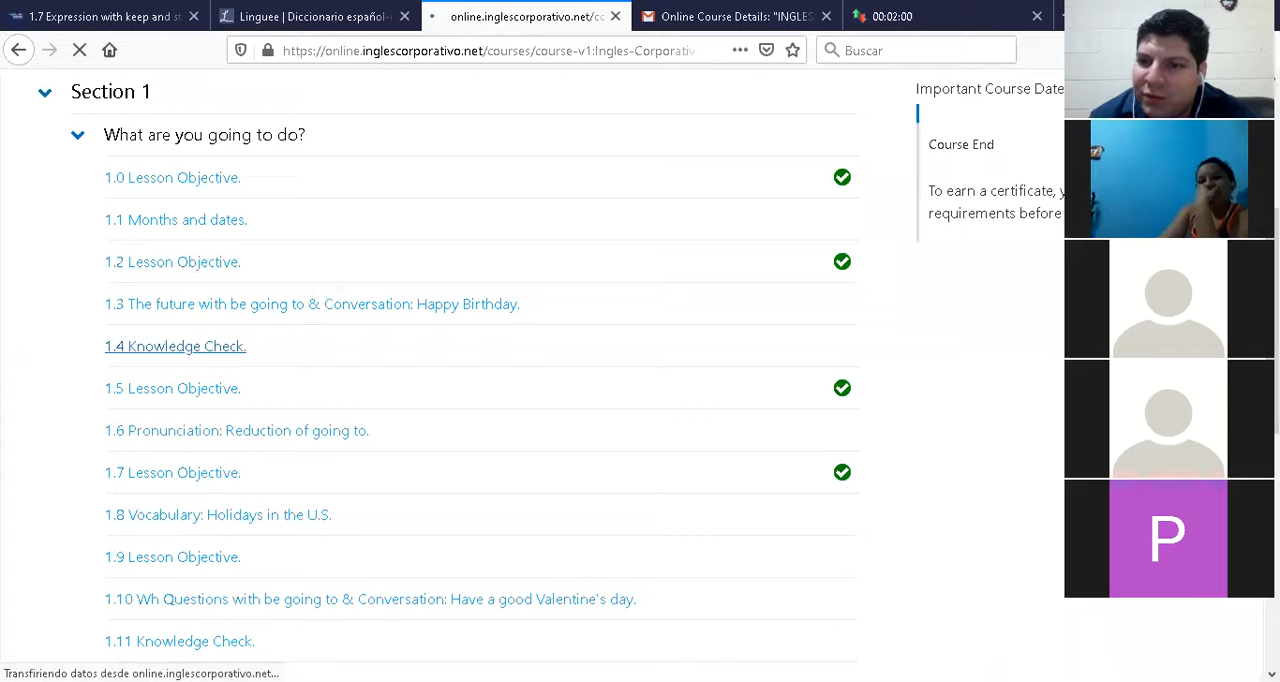 1.7 Expression with keep and st
Linguee | Diccionario español-i
online.inglescorporativo.net/cc
Online Course Details: "INGLES
00:02:00
https://online.inglescorporativo.net/courses/course-v1:Ingles-Corporativ
Buscar
Section 1
What are you going to do?
1.0 Lesson Objective.
1.1 Months and dates.
1.2 Lesson Objective.
1.3 The future with be going to & Conversation: Happy Birthday.
1.4 Knowledge Check.
1.5 Lesson Objective.
1.6 Pronunciation: Reduction of going to.
1.7 Lesson Objective.
1.8 Vocabulary: Holidays in the U.S.
1.9 Lesson Objective.
1.10 Wh Questions with be going to & Conversation: Have a good Valentine's day.
1.11 Knowledge Check.
Important Course Date
Course End
To earn a certificate, y
requirements before
P
Transfiriendo datos desde online.inglescorporativo.net...